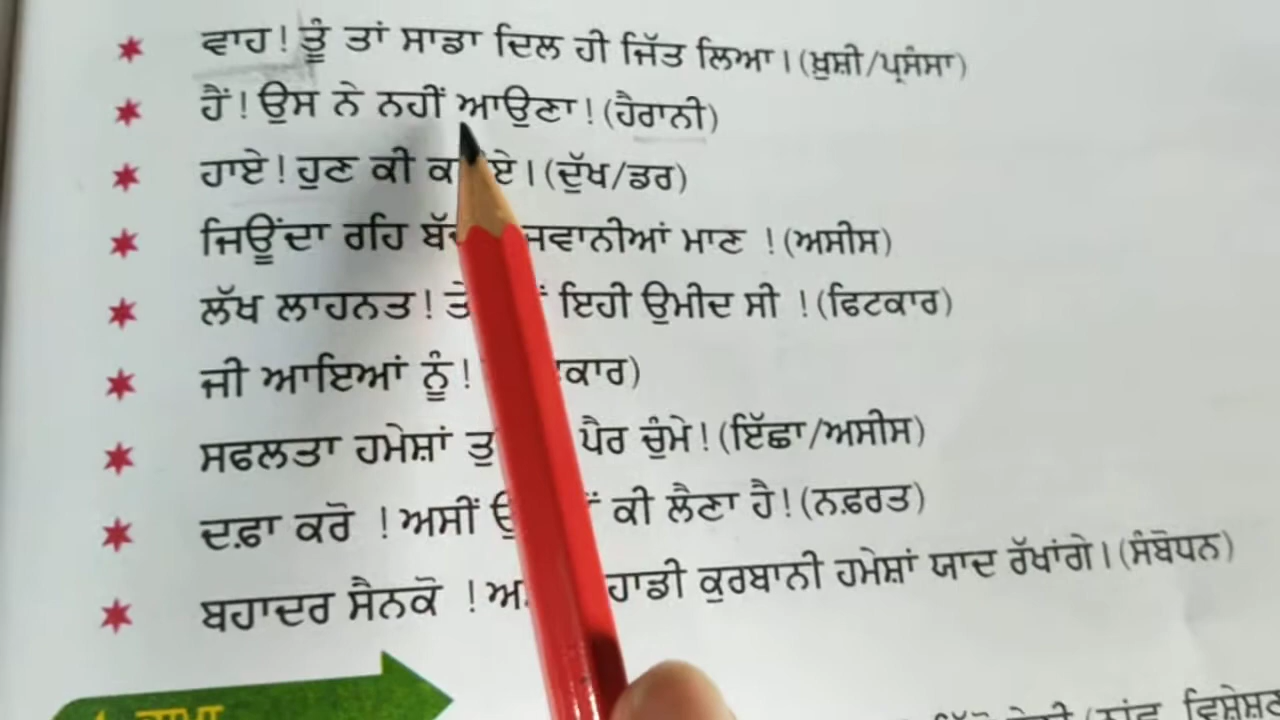 ਵਾਹ! ਤੂੰ ਤਾਂ ਸਾਡਾ ਦਿਲ ਹੀ ਜਿੱਤ ਲਿਆ। (ਖ਼ੁਸ਼ੀ/ਪ੍ਰਸੰਸਾ)
ਹੈਂ! ਉਸ ਨੇ ਨਹੀਂ ਆਉਣਾ! (ਹੈਰਾਨੀ)
ਹਾਏ! ਹੁਣ ਕੀ (ਦੁੱਖ/ਡਰ)
ਜਿਊਂਦਾ ਰਹਿ ਜਵਾਨੀਆਂ ਮਾਣ ! (ਅਸੀਸ)
ਲੱਖ ਲਾਹਨਤ! ਇਹੀ ਉਮੀਦ ਸੀ ! (ਫਿਟਕਾਰ)
ਜੀ ਆਇਆਂ ਨੂੰ!
ਸਫਲਤਾ ਹਮੇਸ਼ਾਂ ਪੈਰ ਚੁੰਮੇ! (ਇੱਛਾ/ਅਸੀਸ)
ਦਫ਼ਾ ਕਰੋ ! ਅਸੀਂ ਕੀ ਲੈਣਾ ਹੈ! (ਨਫ਼ਰਤ)
ਬਹਾਦਰ ਸੈਨਕੋ ! ਕੁਰਬਾਨੀ ਹਮੇਸ਼ਾਂ ਯਾਦ ਰੱਖਾਂਗੇ। (ਸੰਬੋਧਨ)